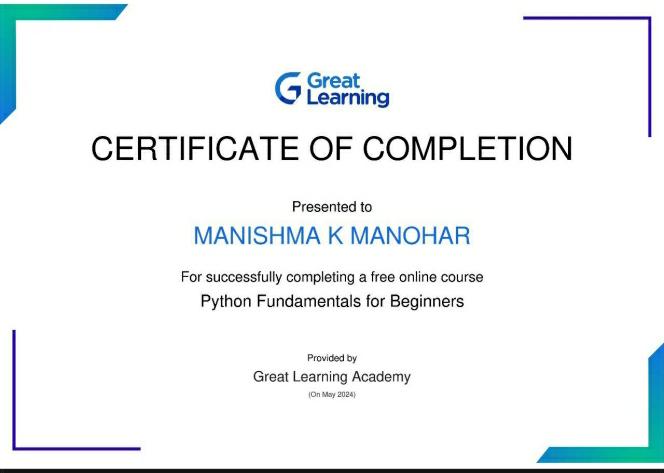 Great
Learning
CERTIFICATE OF COMPLETION
Presented to
MANISHMA K MANOHAR
For successfully completing a free online course
Python Fundamentals for Beginners
Provided by
Great Learning Academy
(On May 2024)